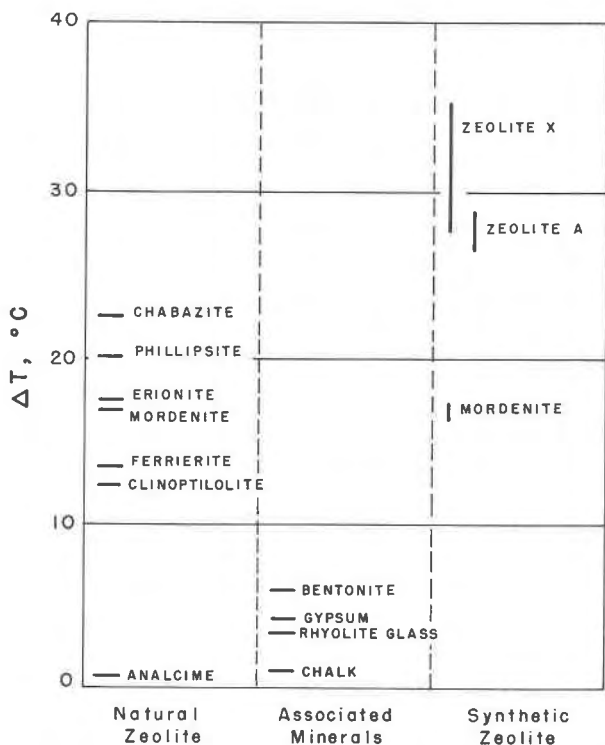 40
30
20
10
0
ΔT, °C
CHABAZITE
PHILLIPSITE
ERIONITE
MORDENITE
FERRIERITE
CLINOPTILOLITE
ANALCIME
BENTONITE
GYPSUM
RHYOLITE GLASS
CHALK
ZEOLITE X
ZEOLITE A
MORDENITE
Natural
Zeolite
Associated
Minerals
Synthetic
Zeolite